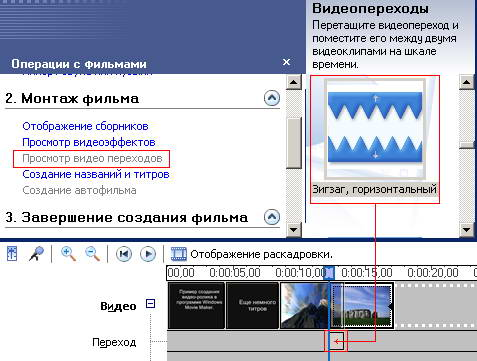 Операции с фильмами
2. Монтаж фильма
Отображение сборников
Просмотр видеоэффектов
Просмотр видео переходов
Создание названий и титров
Создание автофильма
3. Завершение создания фильма
Видеопереходы
Перетащите видеопереход и
поместите его между двумя
видеоклипами на шкале
времени.
Зигзаг, горизонтальный
Отображение раскадровки.
00,00 0:00:05,00 0:00:10,00 0:00:15,00 0:00:20,00
Видео
Пример создания
видео-ролика в
программе Windows
Movie Maker.
Еще немного
титров
Переход